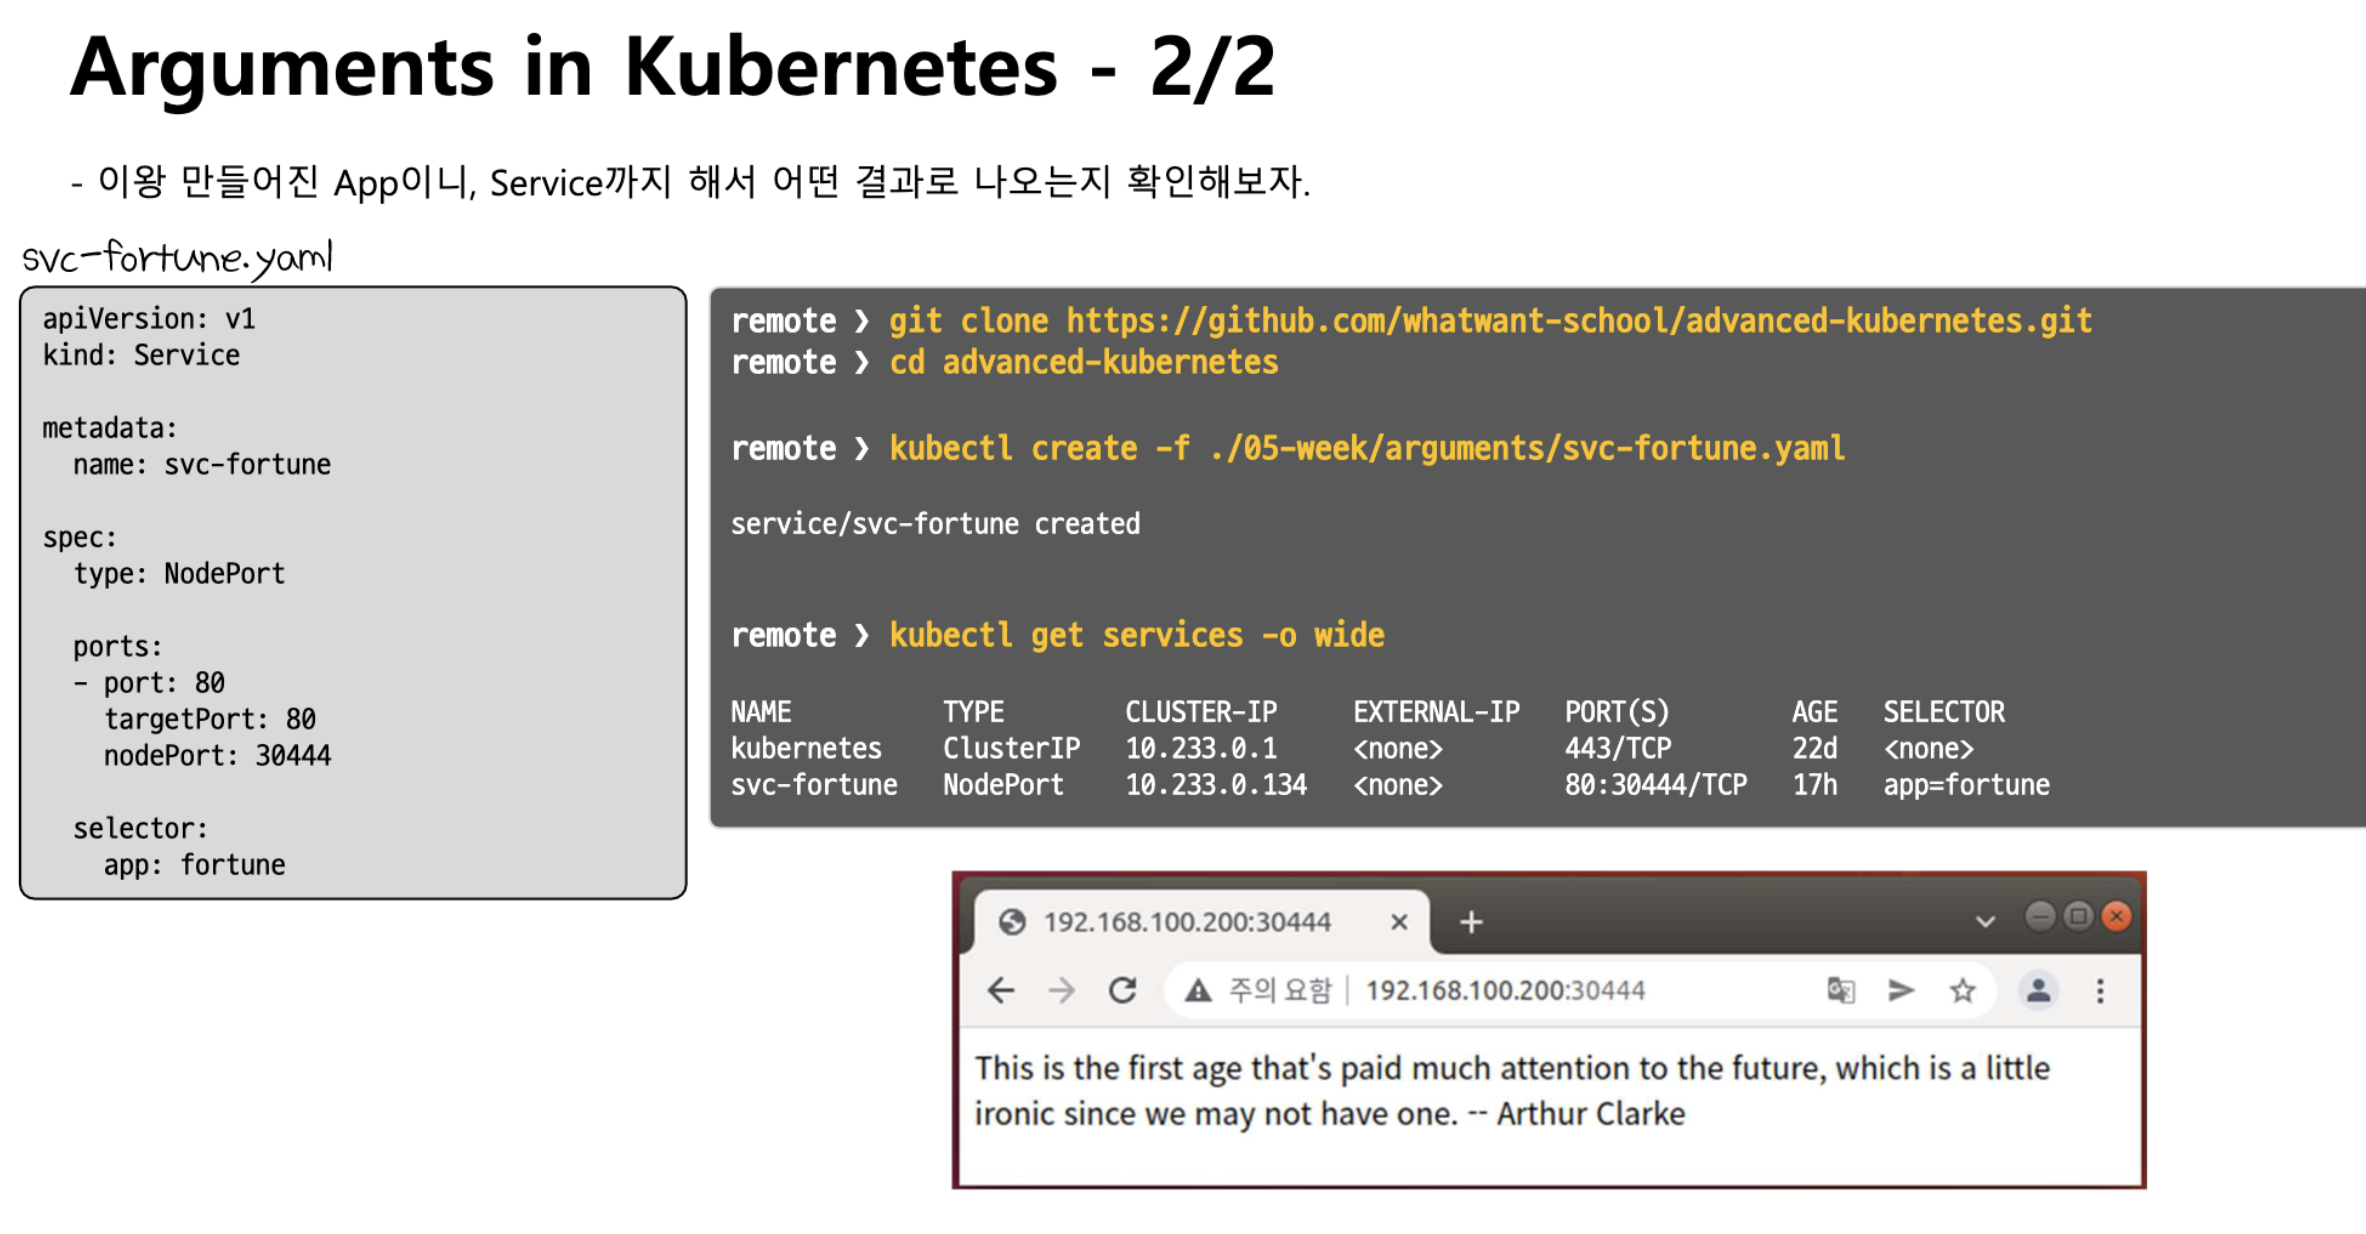 Arguments in Kubernetes - 2/2
- 이왕 만들어진 App이니, Service까지 해서 어떤 결과로 나오는지 확인해보자.
svc-fortune.yaml
apiVersion: v1
kind: Service
metadata:
  name: svc-fortune
spec:
  type: NodePort
  ports:
  - port: 80
    targetPort: 80
    nodePort: 30444
  selector:
    app: fortune
remote ❯ git clone https://github.com/whatwant-school/advanced-kubernetes.git
remote ❯ cd advanced-kubernetes
remote ❯ kubectl create -f ./05-week/arguments/svc-fortune.yaml
service/svc-fortune created
remote ❯ kubectl get services -o wide
NAME          TYPE        CLUSTER-IP     EXTERNAL-IP   PORT(S)        AGE   SELECTOR
kubernetes    ClusterIP   10.233.0.1     <none>        443/TCP        22d   <none>
svc-fortune   NodePort    10.233.0.134   <none>        80:30444/TCP   17h   app=fortune
192.168.100.200:30444
주의 요함 | 192.168.100.200:30444
This is the first age that's paid much attention to the future, which is a little
ironic since we may not have one. -- Arthur Clarke